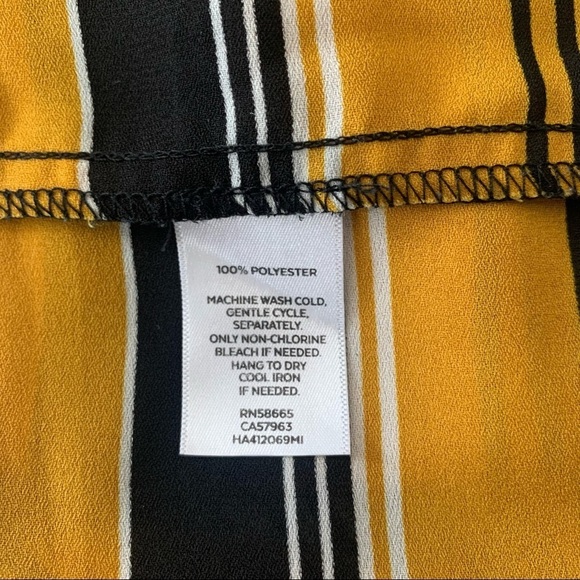 100% POLYESTER
MACHINE WASH COLD,
GENTLE CYCLE,
SEPARATELY.
ONLY NON-CHLORINE
BLEACH IF NEEDED.
HANG TO DRY
COOL IRON
IF NEEDED.
RN58665
CA57963
HA412069MI